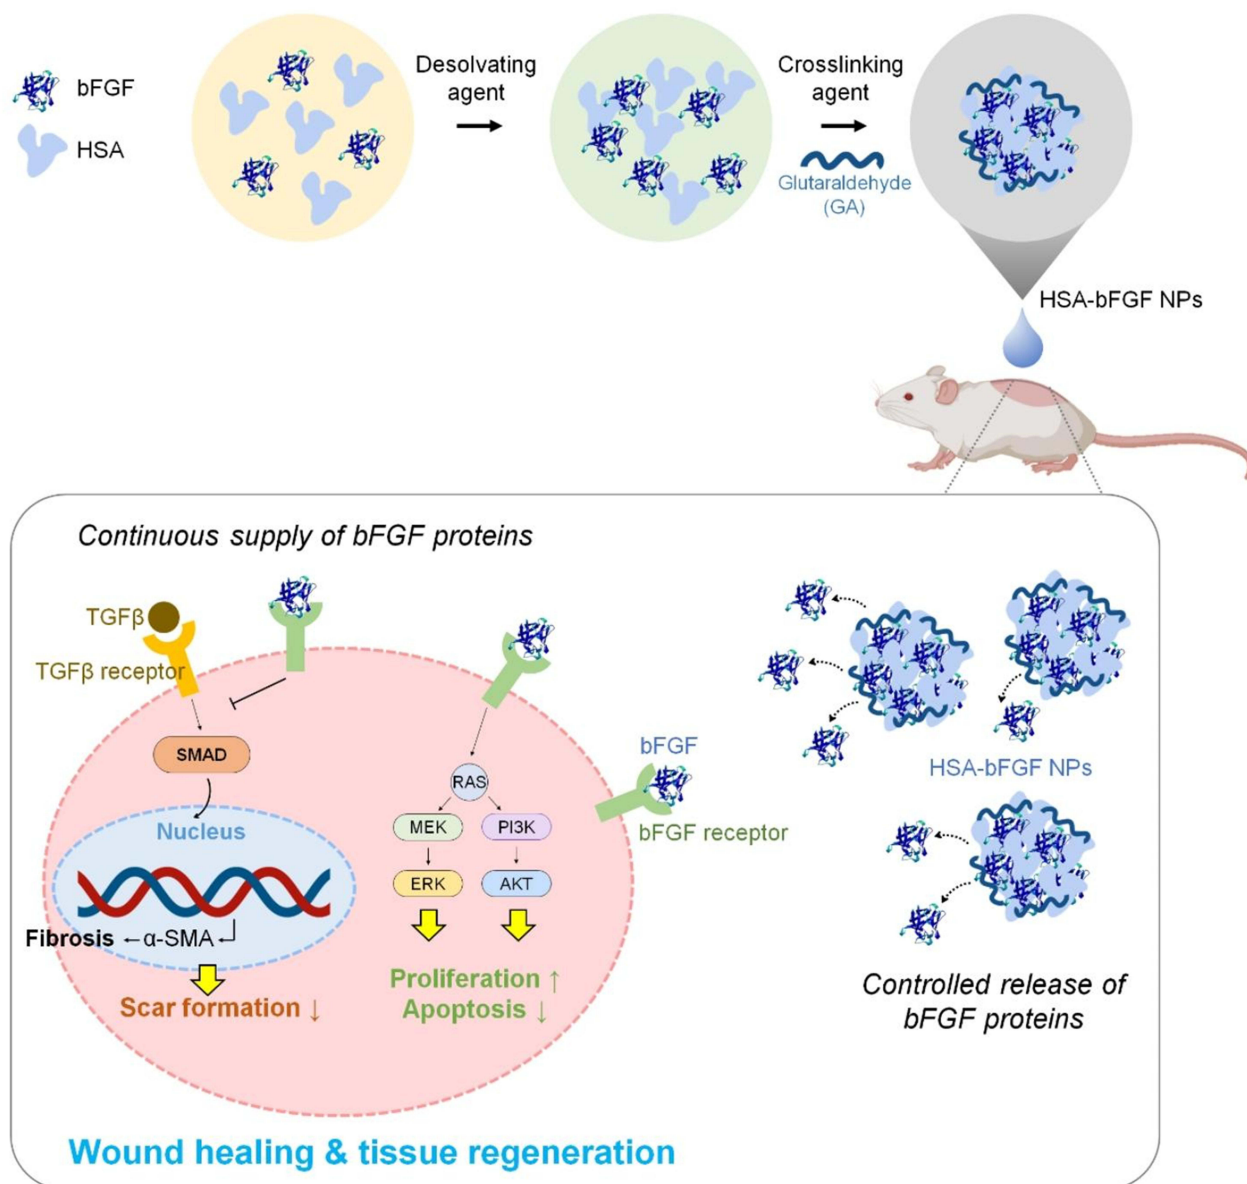 bFGF
HSA
Desolvating
agent
Crosslinking
agent
Glutaraldehyde
(GA)
HSA-bFGF NPs
Continuous supply of bFGF proteins
TGFβ
TGFβ receptor
SMAD
Nucleus
Fibrosis
α-SMA
Scar formation ↓
RAS
MEK
PI3K
ERK
AKT
Proliferation ↑
Apoptosis ↓
bFGF
bFGF receptor
HSA-bFGF NPs
Controlled release of
bFGF proteins
Wound healing & tissue regeneration